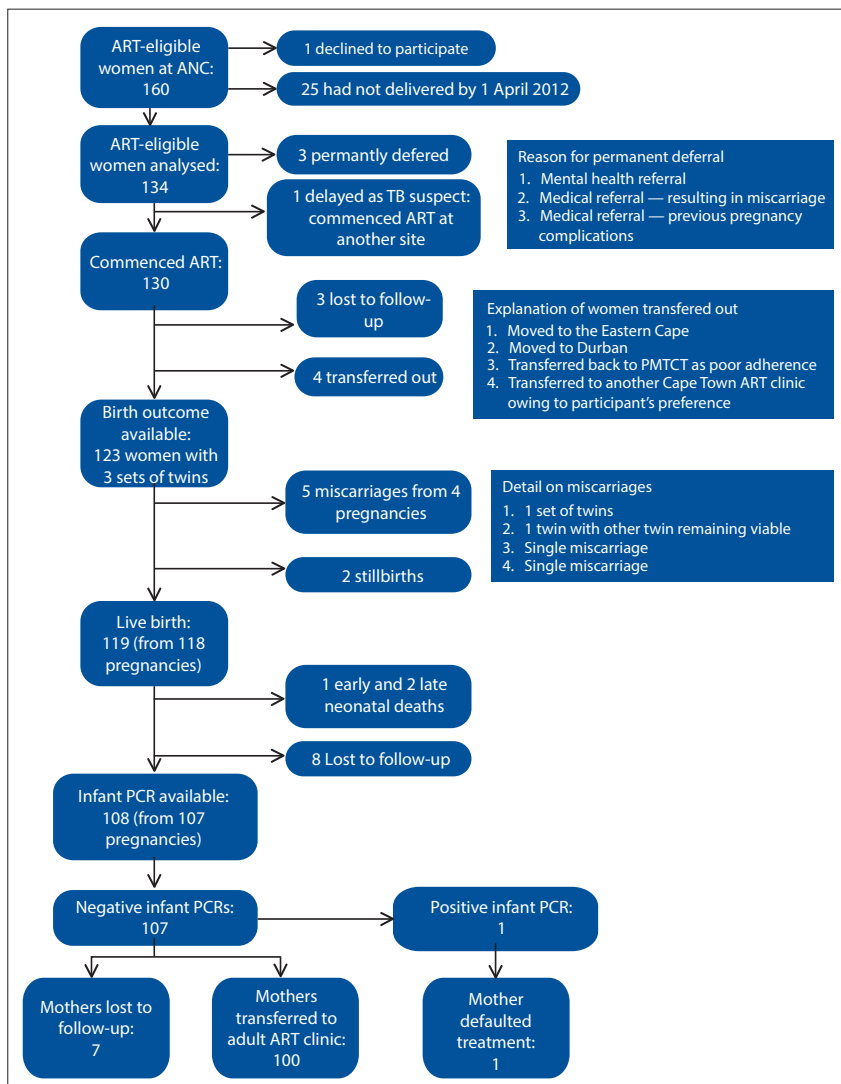 ART-eligible
women at ANC:
160
1 declined to participate
25 had not delivered by 1 April 2012
ART-eligible
women analysed:
134
3 permantly defered
1 delayed as TB suspect:
commenced ART at
another site
Reason for permanent deferral
1. Mental health referral
2. Medical referral — resulting in miscarriage
3. Medical referral — previous pregnancy
complications
Commenced ART:
130
3 lost to follow-
up
4 transferred out
Explanation of women transfered out
1. Moved to the Eastern Cape
2. Moved to Durban
3. Transferred back to PMTCT as poor adherence
4. Transferred to another Cape Town ART clinic
owing to participant’s preference
Birth outcome
available:
123 women with
3 sets of twins
5 miscarriages from 4
pregnancies
2 stillbirths
Detail on miscarriages
1. 1 set of twins
2. 1 twin with other twin remaining viable
3. Single miscarriage
4. Single miscarriage
Live birth:
119 (from 118
pregnancies)
1 early and 2 late
neonatal deaths
8 Lost to follow-up
Infant PCR available:
108 (from 107
pregnancies)
Negative infant PCRs:
107
Positive infant PCR:
1
Mothers lost to
follow-up:
7
Mothers
transferred to
adult ART clinic:
100
Mother
defaulted
treatment:
1